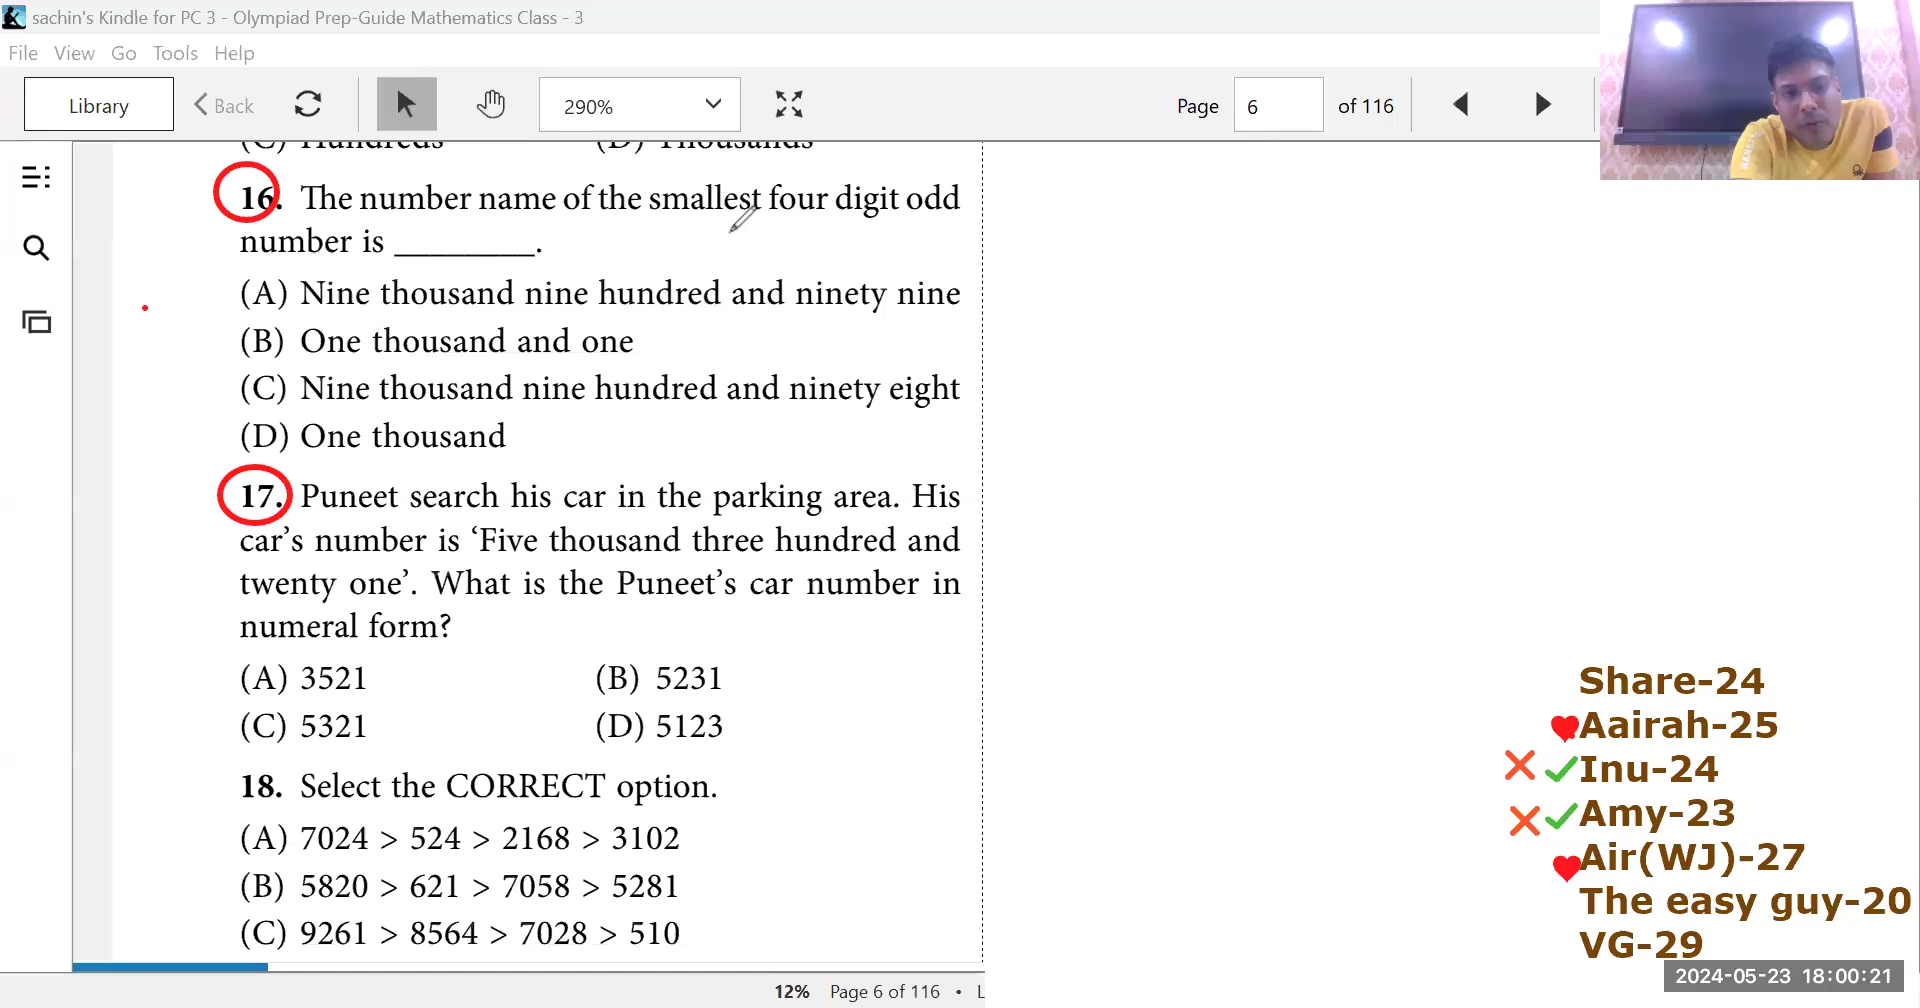 sachin's Kindle for PC 3 - Olympiad Prep-Guide Mathematics Class - 3
File View Go Tools Help
Library Back 290% Page 6 of 116
(C) Hundreds (D) Thousands
16. The number name of the smallest four digit odd
number is ________.
(A) Nine thousand nine hundred and ninety nine
(B) One thousand and one
(C) Nine thousand nine hundred and ninety eight
(D) One thousand
17. Puneet search his car in the parking area. His
car's number is ‘Five thousand three hundred and
twenty one’. What is the Puneet’s car number in
numeral form?
(A) 3521 (B) 5231
(C) 5321 (D) 5123
18. Select the CORRECT option.
(A) 7024 > 524 > 2168 > 3102
(B) 5820 > 621 > 7058 > 5281
(C) 9261 > 8564 > 7028 > 510
Share-24
Aairah-25
Inu-24
Amy-23
Air(WJ)-27
The easy guy-20
VG-29
2024-05-23 18:00:21
12% Page 6 of 116 • L